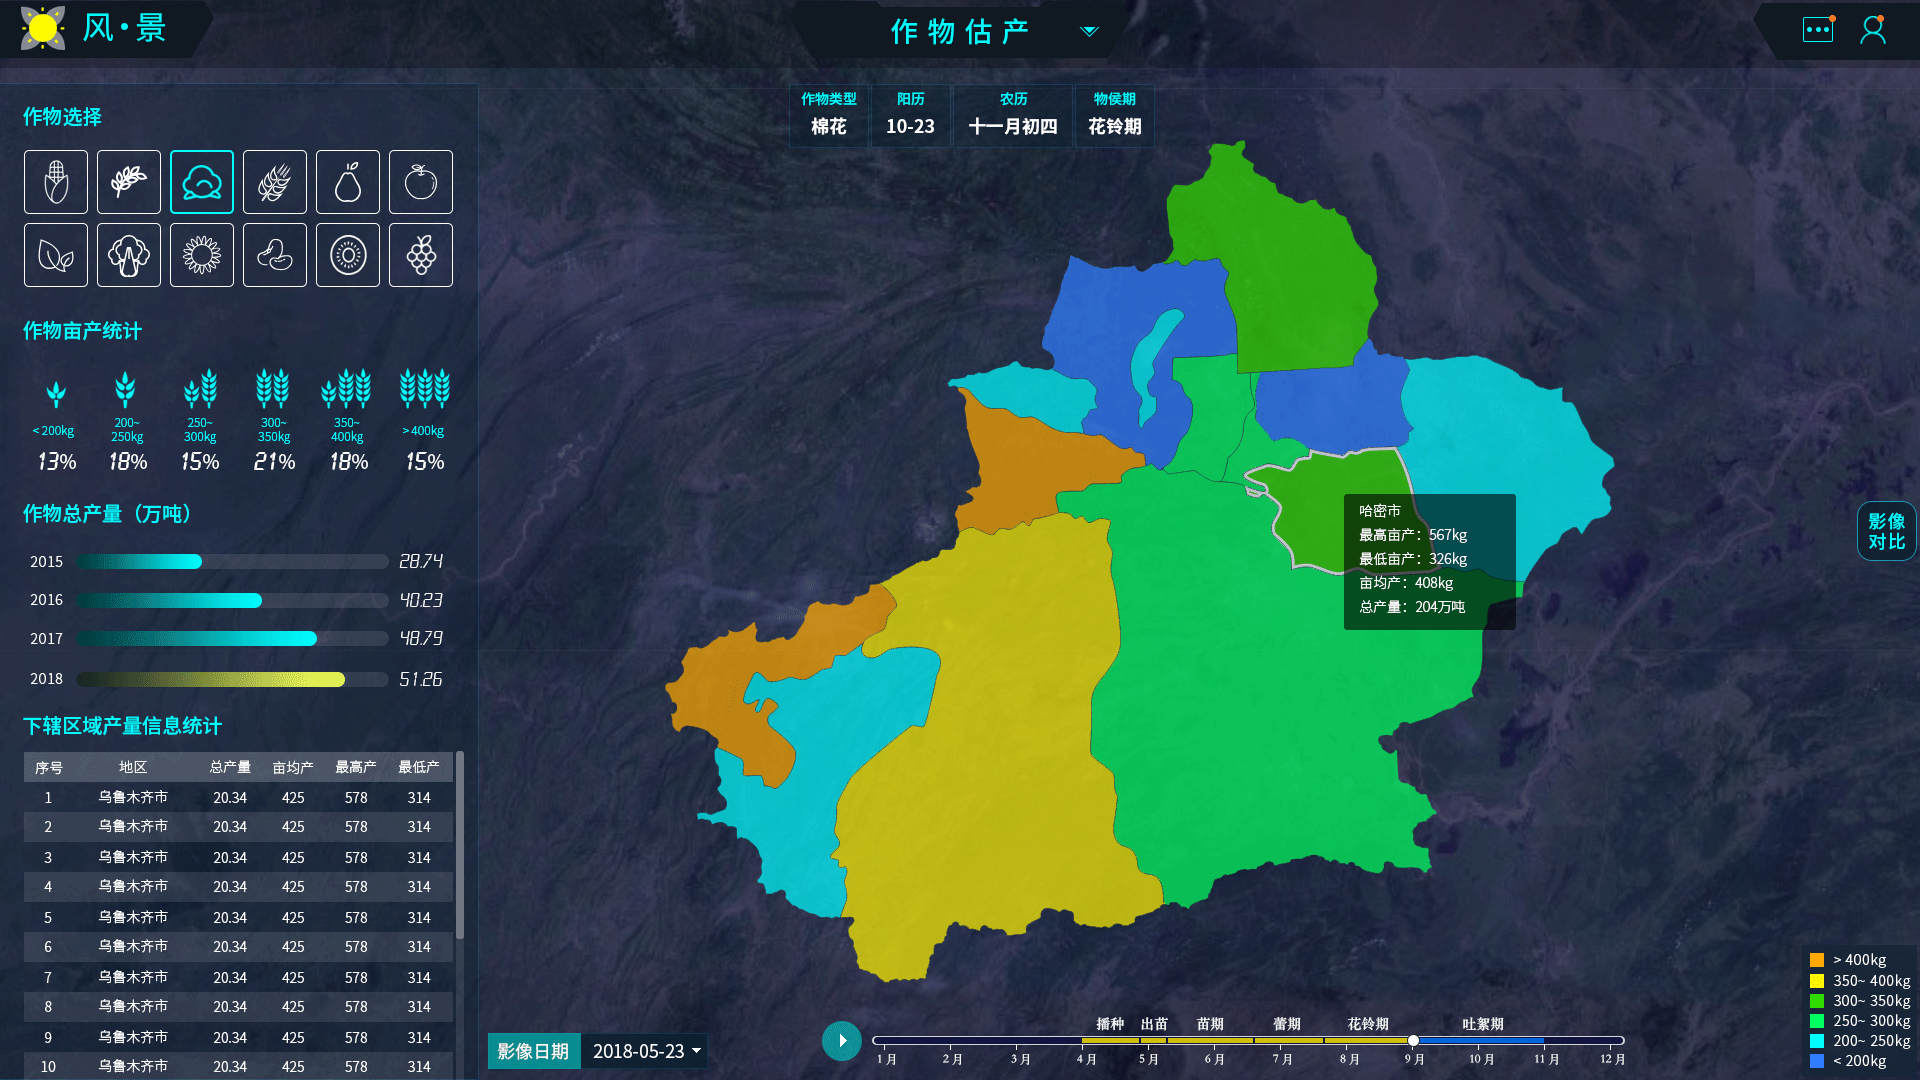 风·景
作物估产
作物类型 阳历 农历 物侯期
棉花 10-23 十一月初四 花铃期
作物选择
作物亩产统计
<200kg 200~250kg 250~300kg 300~350kg 350~400kg >400kg
13% 18% 15% 21% 18% 15%
作物总产量（万吨）
2015 28.74
2016 40.23
2017 48.79
2018 51.26
下辖区域产量信息统计
序号 地区 总产量 亩均产 最高产 最低产
1 乌鲁木齐市 20.34 425 578 314
2 乌鲁木齐市 20.34 425 578 314
3 乌鲁木齐市 20.34 425 578 314
4 乌鲁木齐市 20.34 425 578 314
5 乌鲁木齐市 20.34 425 578 314
6 乌鲁木齐市 20.34 425 578 314
7 乌鲁木齐市 20.34 425 578 314
8 乌鲁木齐市 20.34 425 578 314
9 乌鲁木齐市 20.34 425 578 314
10 乌鲁木齐市 20.34 425 578 314
哈密市
最高亩产：567kg
最低亩产：326kg
亩均产：408kg
总产量：204万吨
影像
对比
影像日期 2018-05-23
播种 出苗 苗期 蕾期 花铃期 吐絮期
1月 2月 3月 4月 5月 6月 7月 8月 9月 10月 11月 12月
> 400kg
350~ 400kg
300~ 350kg
250~ 300kg
200~ 250kg
< 200kg